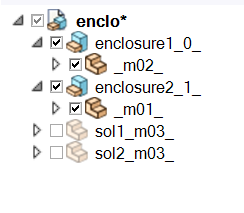 enclo*
enclosure1_0_
_m02_
enclosure2_1_
_m01_
sol1_m03_
sol2_m03_